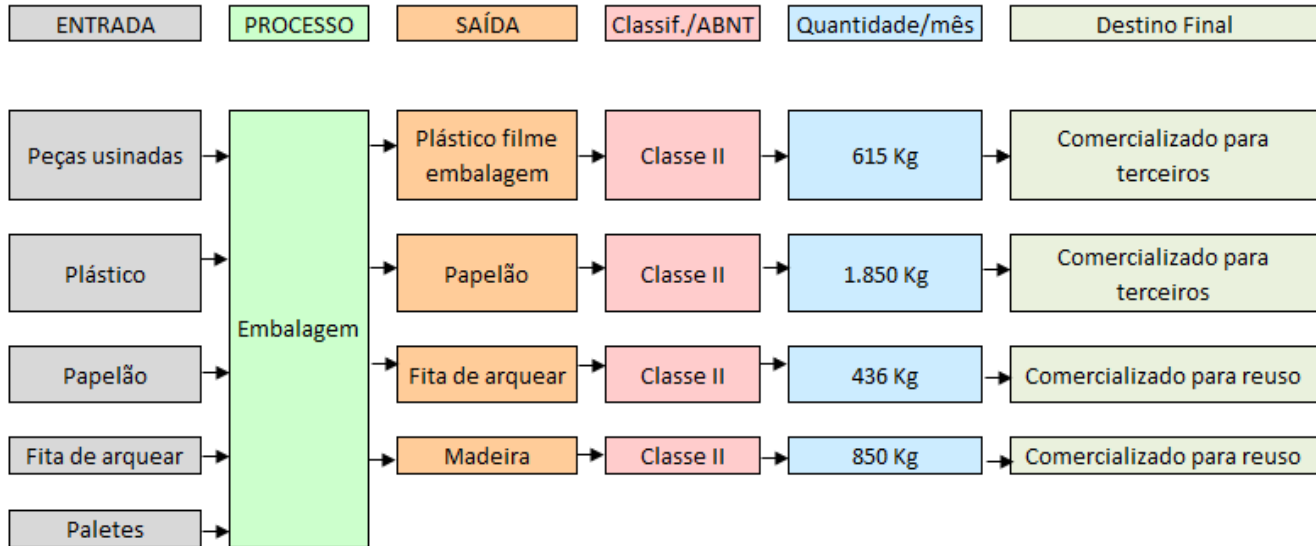 ENTRADA
PROCESSO
SAÍDA
Classif./ABNT
Quantidade/mês
Destino Final
Peças usinadas
Plástico filme
embalagem
Classe II
615 Kg
Comercializado para
terceiros
Plástico
Papelão
Classe II
1.850 Kg
Comercializado para
terceiros
Embalagem
Papelão
Fita de arquear
Classe II
436 Kg
Comercializado para reuso
Fita de arquear
Madeira
Classe II
850 Kg
Comercializado para reuso
Paletes